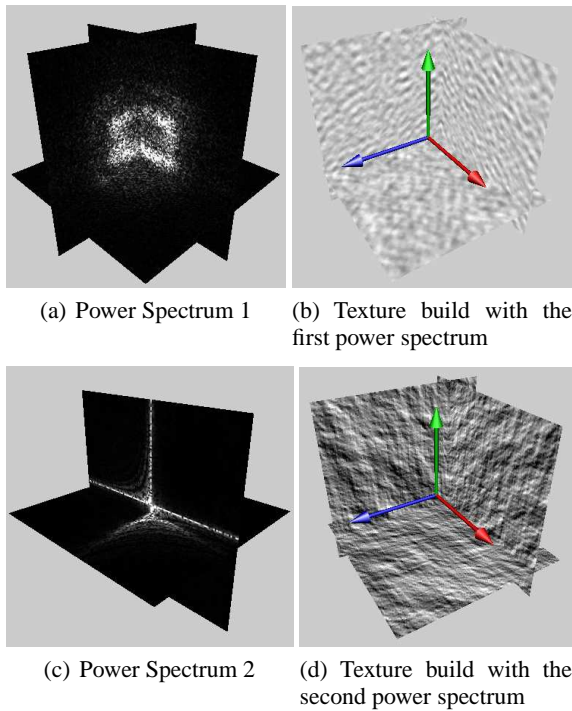 (a) Power Spectrum 1
(b) Texture build with the
first power spectrum
(c) Power Spectrum 2
(d) Texture build with the
second power spectrum